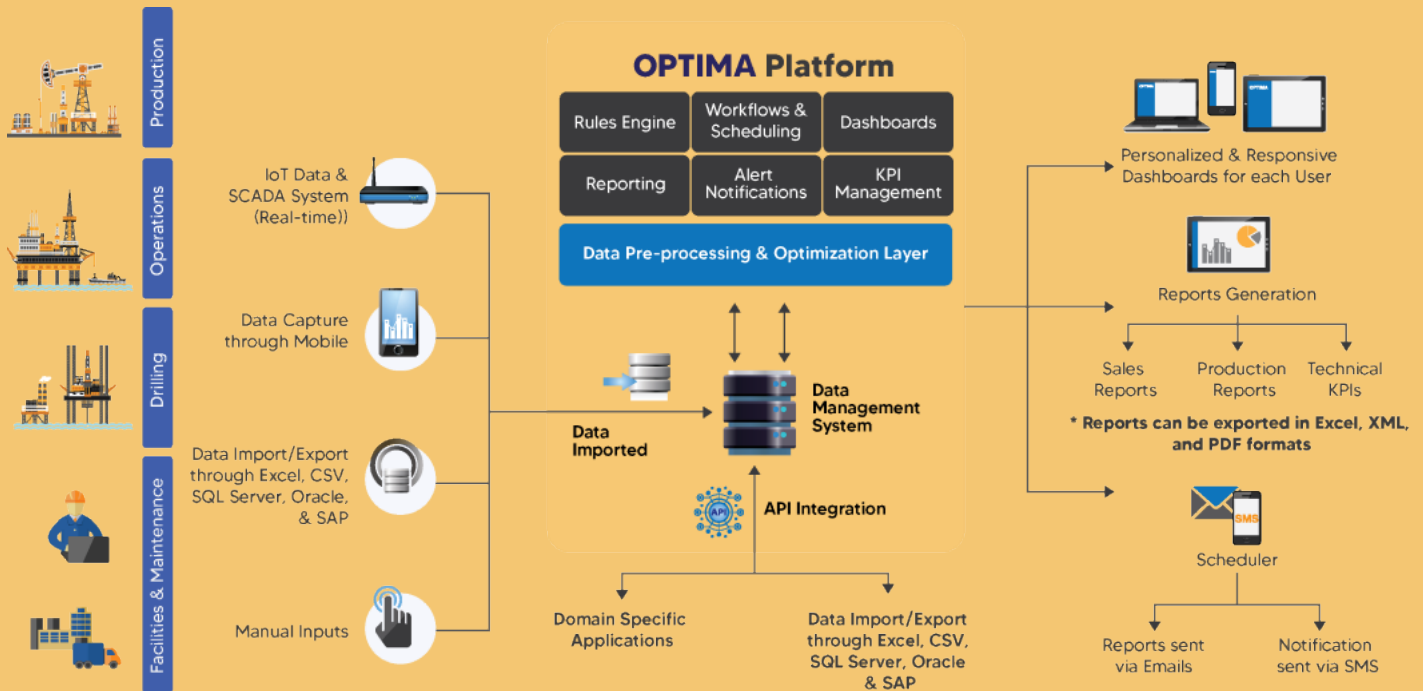 Production
Operations
Drilling
Facilities & Maintenance
IoT Data &
SCADA System
(Real-time))
Data Capture
through Mobile
Data Import/Export
through Excel, CSV,
SQL Server, Oracle,
& SAP
Manual Inputs
OPTIMA Platform
Rules Engine
Workflows &
Scheduling
Dashboards
Reporting
Alert
Notifications
KPI
Management
Data Pre-processing & Optimization Layer
Data
Imported
Data
Management
System
API
API Integration
Domain Specific
Applications
Data Import/Export
through Excel, CSV,
SQL Server, Oracle
& SAP
OPTIMA
OPTIMA
Personalized & Responsive
Dashboards for each User
Reports Generation
Sales
Reports
Production
Reports
Technical
KPIs
* Reports can be exported in Excel, XML,
and PDF formats
SMS
Scheduler
Reports sent
via Emails
Notification
sent via SMS